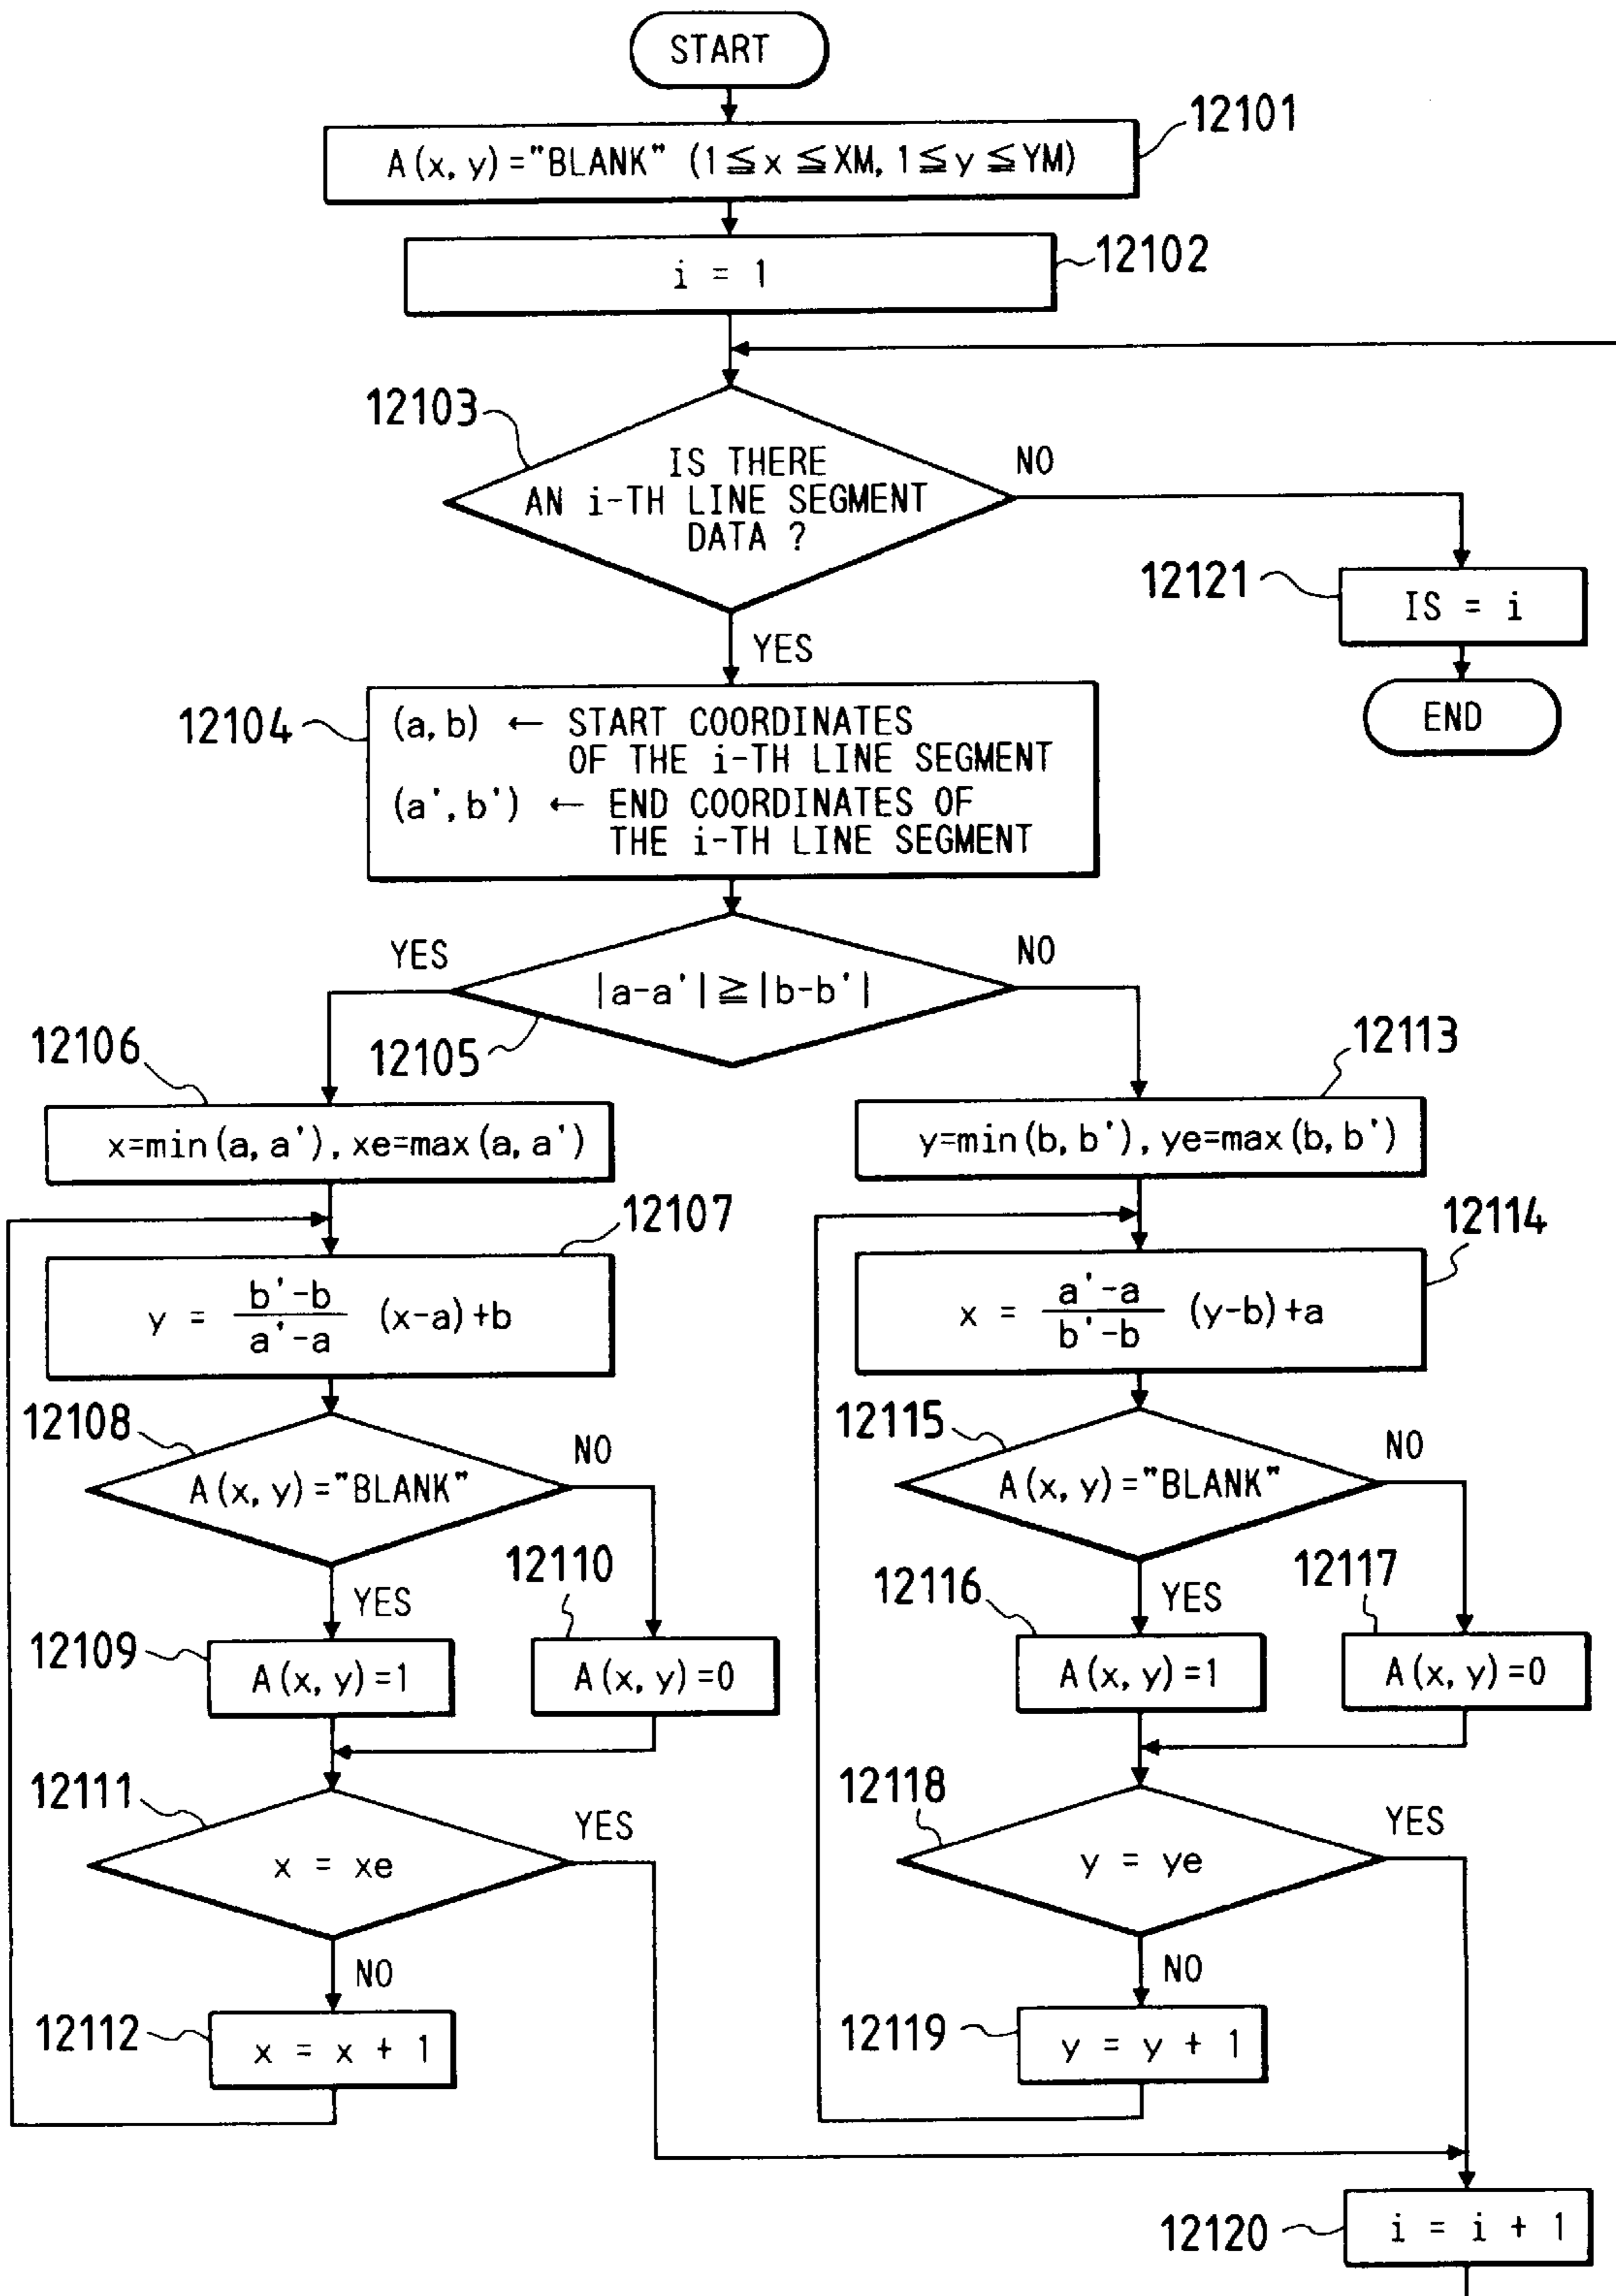 START
12101
A(x, y)="BLANK" (1≦x≦XM, 1≦y≦YM)
12102
i = 1
12103
IS THERE
AN i-TH LINE SEGMENT
DATA ?
NO
YES
12121
IS = i
END
12104
(a, b) ← START COORDINATES
OF THE i-TH LINE SEGMENT
(a', b') ← END COORDINATES OF
THE i-TH LINE SEGMENT
YES
|a-a'|≧|b-b'|
NO
12105
12106
x=min(a, a'), xe=max(a, a')
12113
y=min(b, b'), ye=max(b, b')
12107
y = b'-b / a'-a (x-a)+b
12114
x = a'-a / b'-b (y-b)+a
12108
A(x, y)="BLANK"
NO
YES
12115
A(x, y)="BLANK"
NO
YES
12109
A(x, y)=1
12110
A(x, y)=0
12116
A(x, y)=1
12117
A(x, y)=0
12111
x = xe
YES
NO
12118
y = ye
YES
NO
12112
x = x + 1
12119
y = y + 1
12120
i = i + 1